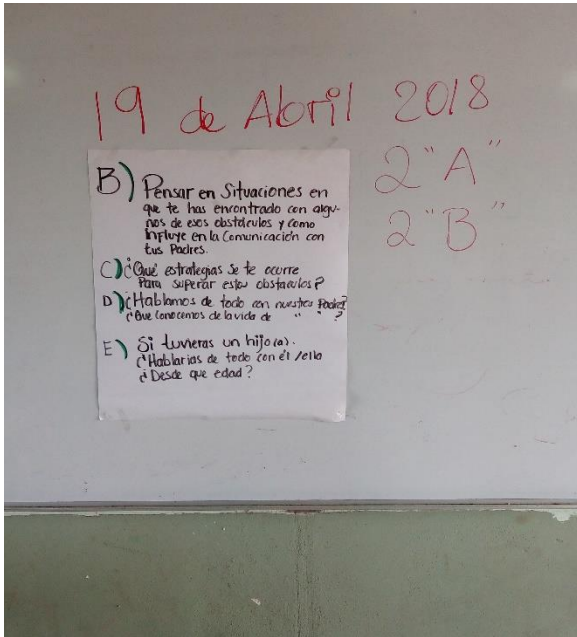 19 de Abril 2018
2 "A"
2 "B"
B) Pensar en Situaciones en
que te has encontrado con algu-
nos de esos obstáculos y como
influye en la Comunicación con
tus Padres.
C) ¿Qué estrategias se te ocurre
Para superar estos obstaculos?
D) ¿Hablamos de todo con nuestros Padres?
¿Que conocemos de la vida de " " ?
E) Si tuvieras un hijo(a).
¿Hablarias de todo con él /ella
¿Desde que edad?